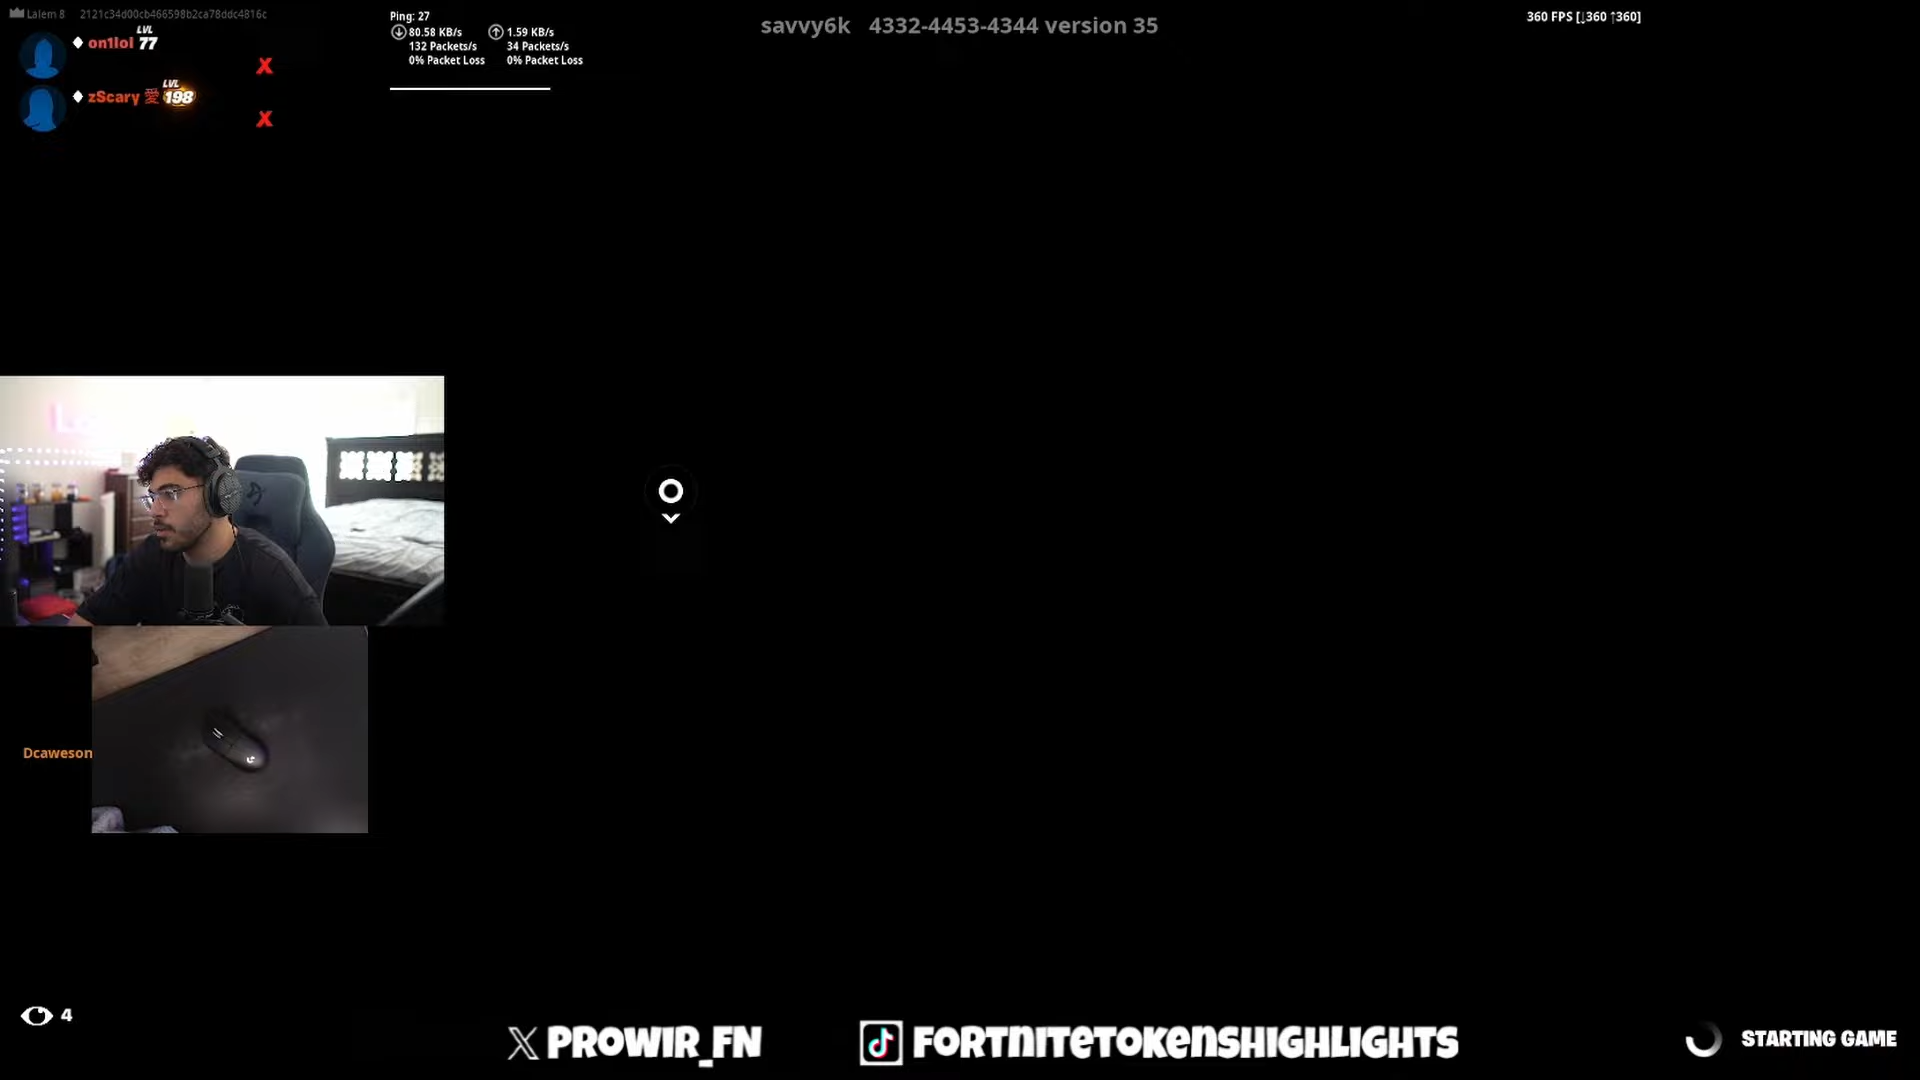 Lalem 8 2121c34d00cb466598b2ca78ddc4816c
on1lol LVL 77
X
zScary 愛 LVL 198
X
Ping: 27
80.58 KB/s 1.59 KB/s
132 Packets/s 34 Packets/s
0% Packet Loss 0% Packet Loss
savvy6k 4332-4453-4344 version 35
360 FPS [↓360 ↑360]
Dcaweson
4
X PROWIR_FN
FORTNITETOKENSHIGHLIGHTS
STARTING GAME